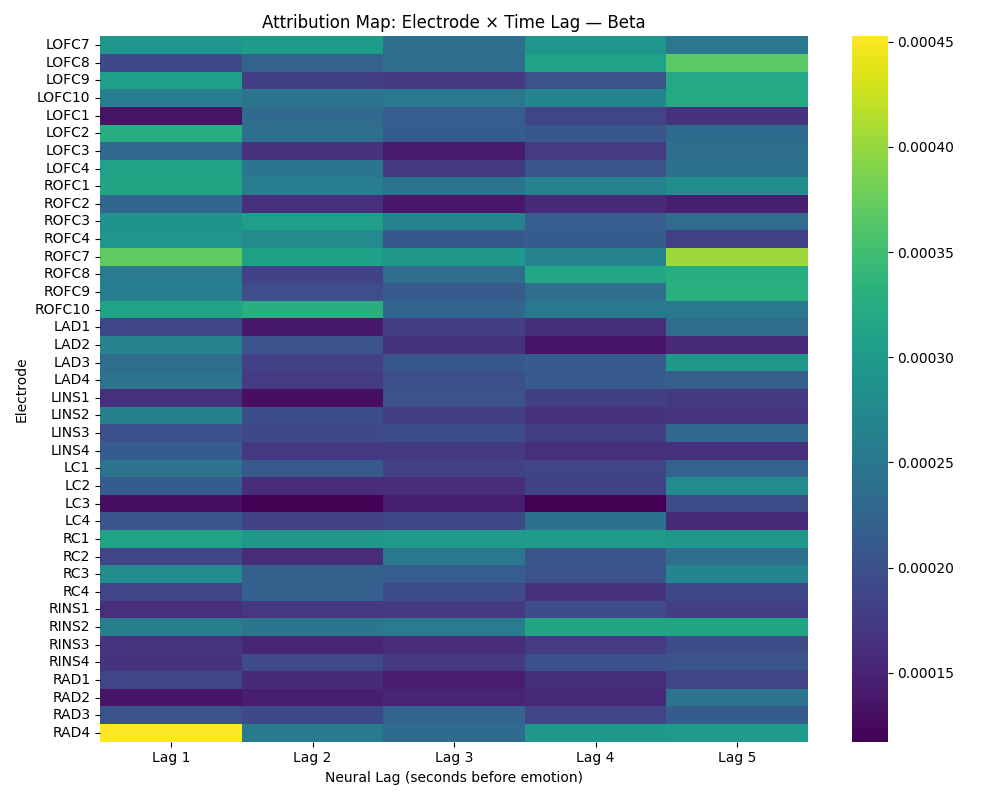 Attribution Map: Electrode × Time Lag — Beta
LOFC7
LOFC8
LOFC9
LOFC10
LOFC1
LOFC2
LOFC3
LOFC4
ROFC1
ROFC2
ROFC3
ROFC4
ROFC7
ROFC8
ROFC9
ROFC10
LAD1
LAD2
LAD3
LAD4
LINS1
LINS2
LINS3
LINS4
LC1
LC2
LC3
LC4
RC1
RC2
RC3
RC4
RINS1
RINS2
RINS3
RINS4
RAD1
RAD2
RAD3
RAD4
Electrode
Lag 1 Lag 2 Lag 3 Lag 4 Lag 5
Neural Lag (seconds before emotion)
0.00045
0.00040
0.00035
0.00030
0.00025
0.00020
0.00015